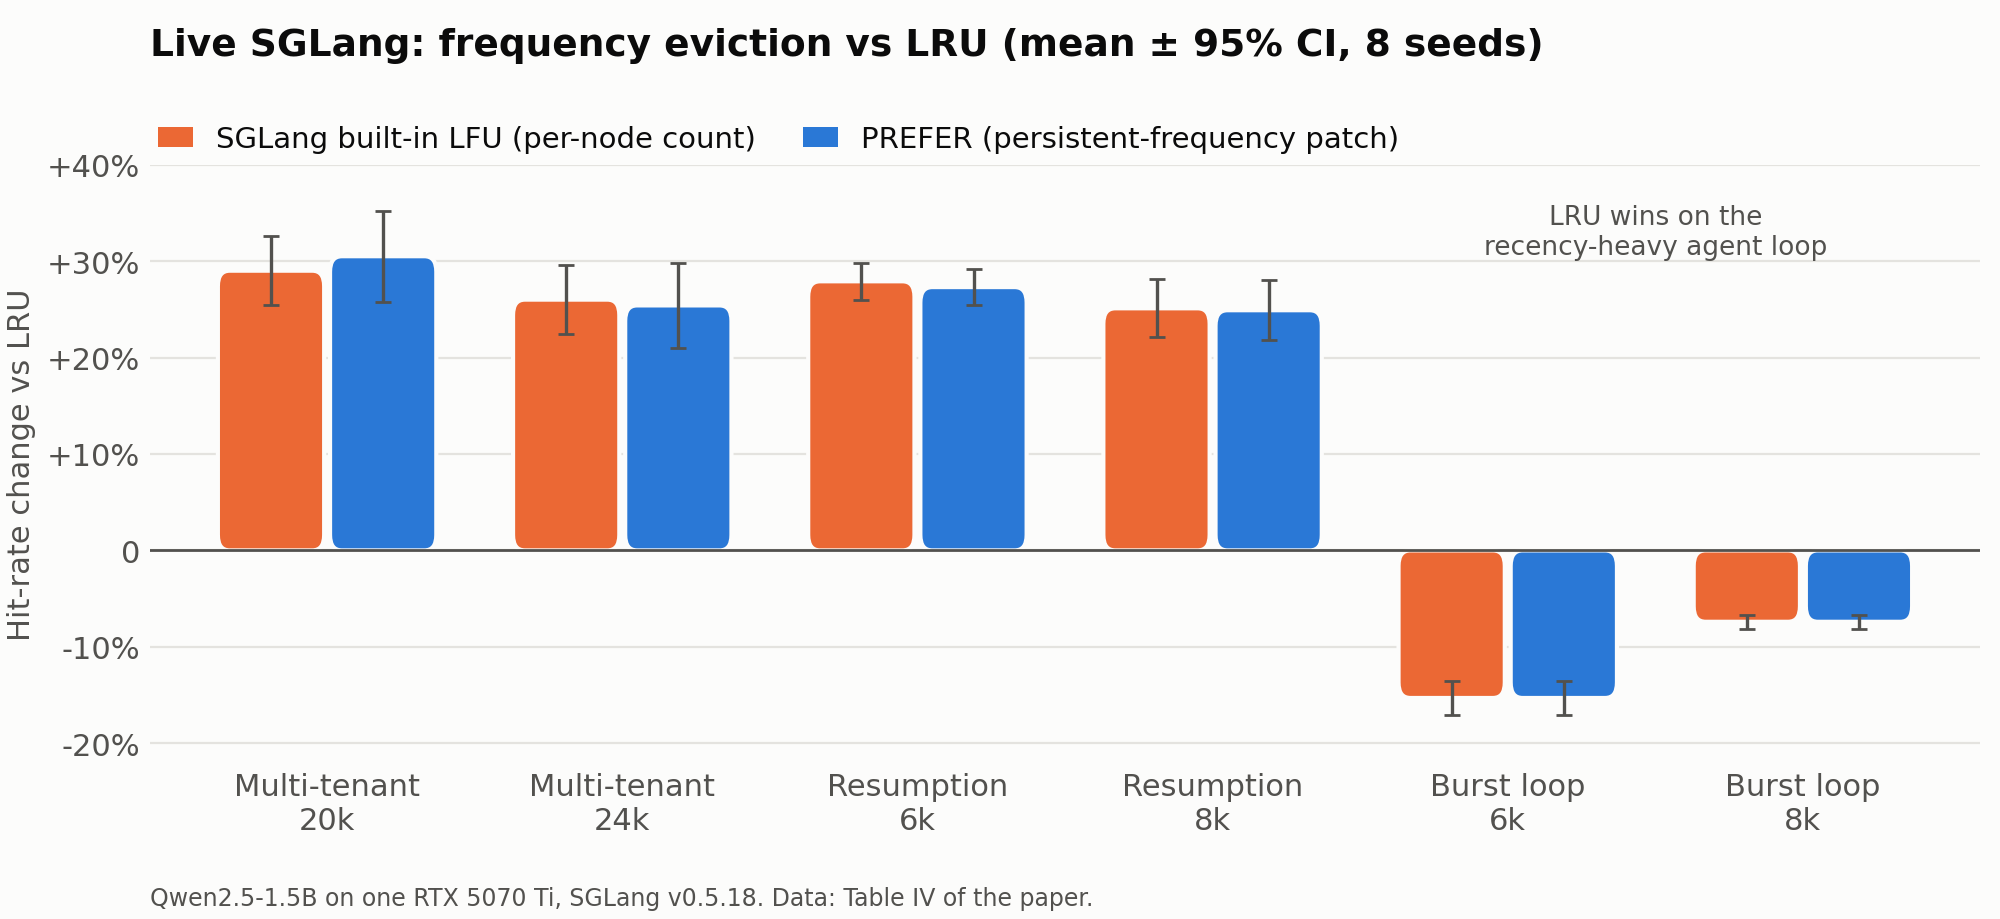 Live SGLang: frequency eviction vs LRU (mean ± 95% CI, 8 seeds)
SGLang built-in LFU (per-node count)
PREFER (persistent-frequency patch)
Hit-rate change vs LRU
+40%
+30%
+20%
+10%
0
-10%
-20%
LRU wins on the
recency-heavy agent loop
Multi-tenant
20k
Multi-tenant
24k
Resumption
6k
Resumption
8k
Burst loop
6k
Burst loop
8k
Qwen2.5-1.5B on one RTX 5070 Ti, SGLang v0.5.18. Data: Table IV of the paper.